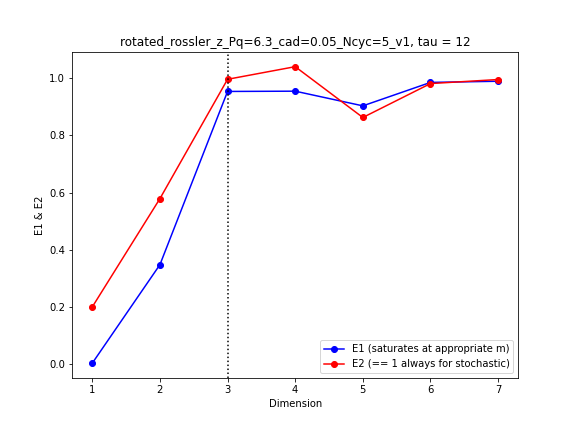 rotated_rossler_z_Pq=6.3_cad=0.05_Ncyc=5_v1, tau = 12
E1 & E2
1.0
0.8
0.6
0.4
0.2
0.0
E1 (saturates at appropriate m)
E2 (== 1 always for stochastic)
1 2 3 4 5 6 7
Dimension